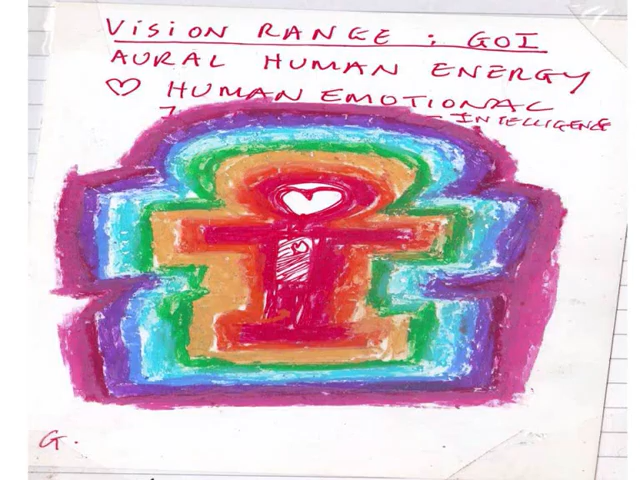 VISION RANGE : GOI
AURAL HUMAN ENERGY
♡ HUMAN EMOTIONAL
INTELLIGENCE
G.